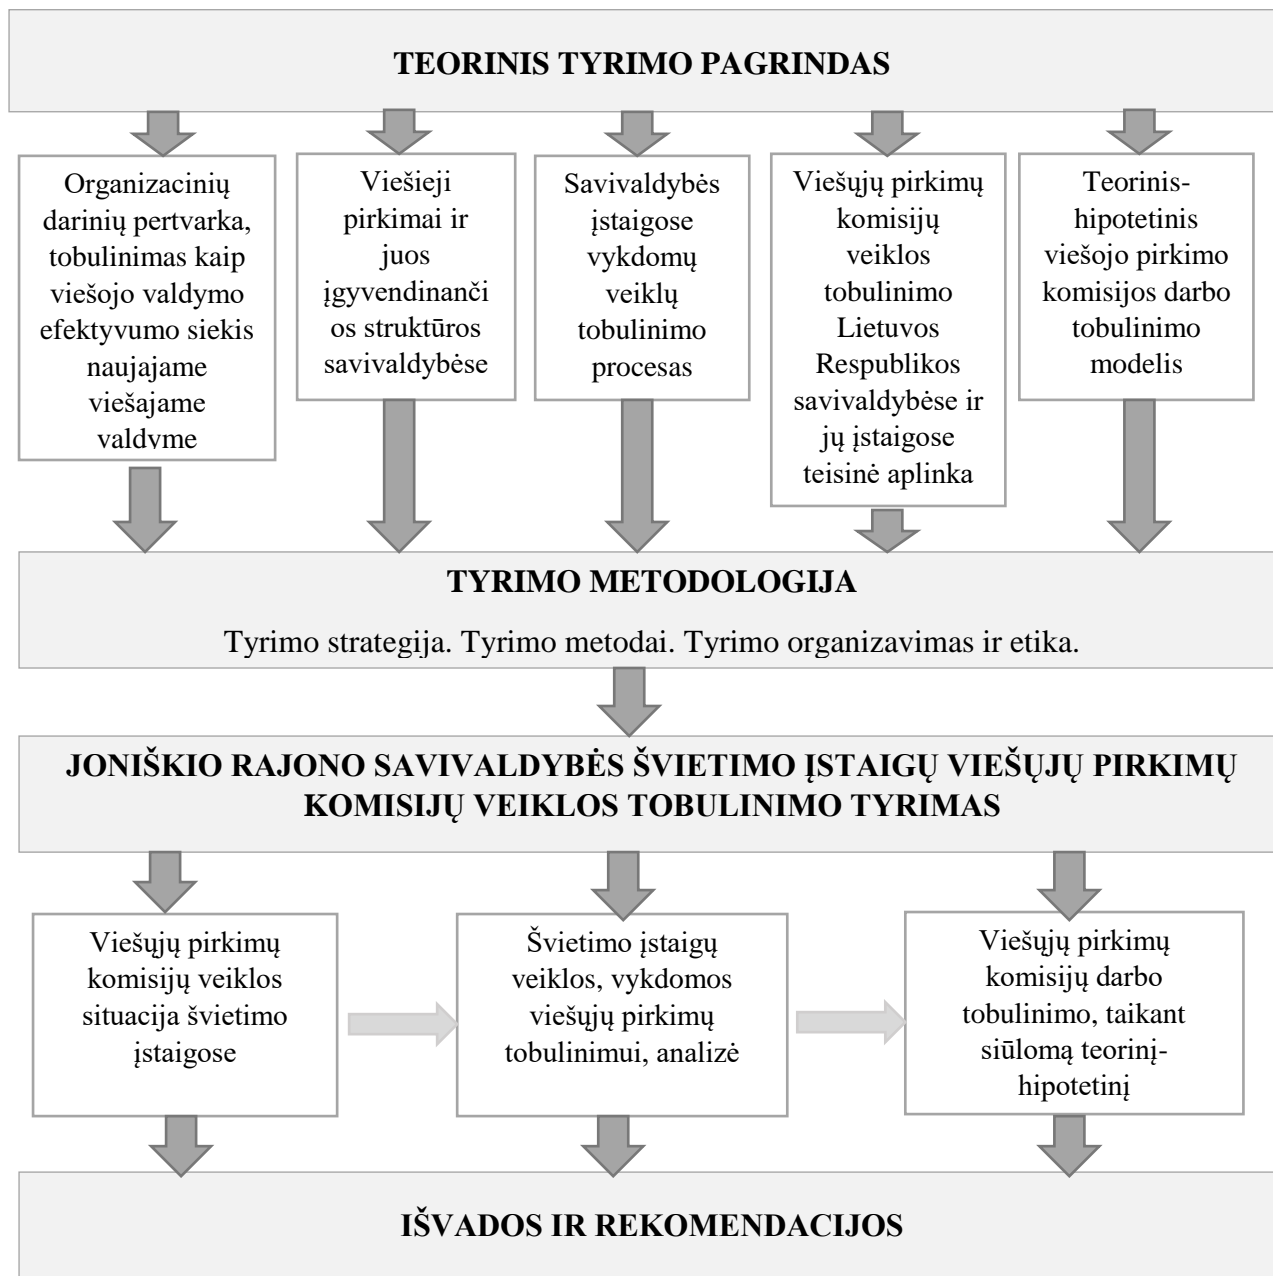 TEORINIS TYRIMO PAGRINDAS
Organizacinių
darinių pertvarka,
tobulinimas kaip
viešojo valdymo
efektyvumo siekis
naujajame
viešajame
valdyme
Viešieji
pirkimai ir
juos
įgyvendinanči
os struktūros
savivaldybėse
Savivaldybės
įstaigose
vykdomų
veiklų
tobulinimo
procesas
Viešųjų pirkimų
komisijų
veiklos
tobulinimo
Lietuvos
Respublikos
savivaldybėse ir
jų įstaigose
teisinė aplinka
Teorinis-
hipotetinis
viešojo pirkimo
komisijos darbo
tobulinimo
modelis
TYRIMO METODOLOGIJA
Tyrimo strategija. Tyrimo metodai. Tyrimo organizavimas ir etika.
JONIŠKIO RAJONO SAVIVALDYBĖS ŠVIETIMO ĮSTAIGŲ VIEŠŲJŲ PIRKIMŲ
KOMISIJŲ VEIKLOS TOBULINIMO TYRIMAS
Viešųjų pirkimų
komisijų veiklos
situacija švietimo
įstaigose
Švietimo įstaigų
veiklos, vykdomos
viešųjų pirkimų
tobulinimui, analizė
Viešųjų pirkimų
komisijų darbo
tobulinimo, taikant
siūlomą teorinį-
hipotetinį
IŠVADOS IR REKOMENDACIJOS